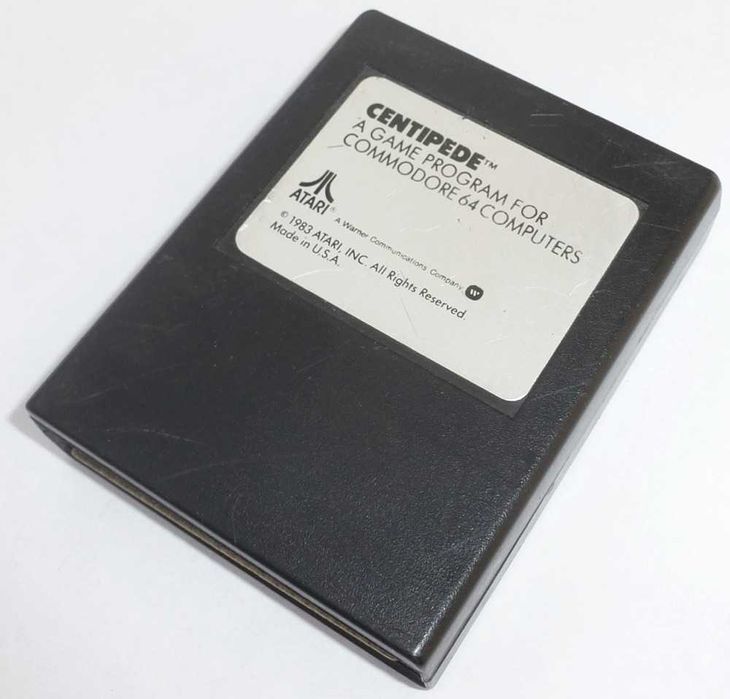 CENTIPEDE™
A GAME PROGRAM FOR
COMMODORE 64 COMPUTERS
ATARI® A Warner Communications Company W
© 1983 ATARI, INC. All Rights Reserved.
Made in U.S.A.